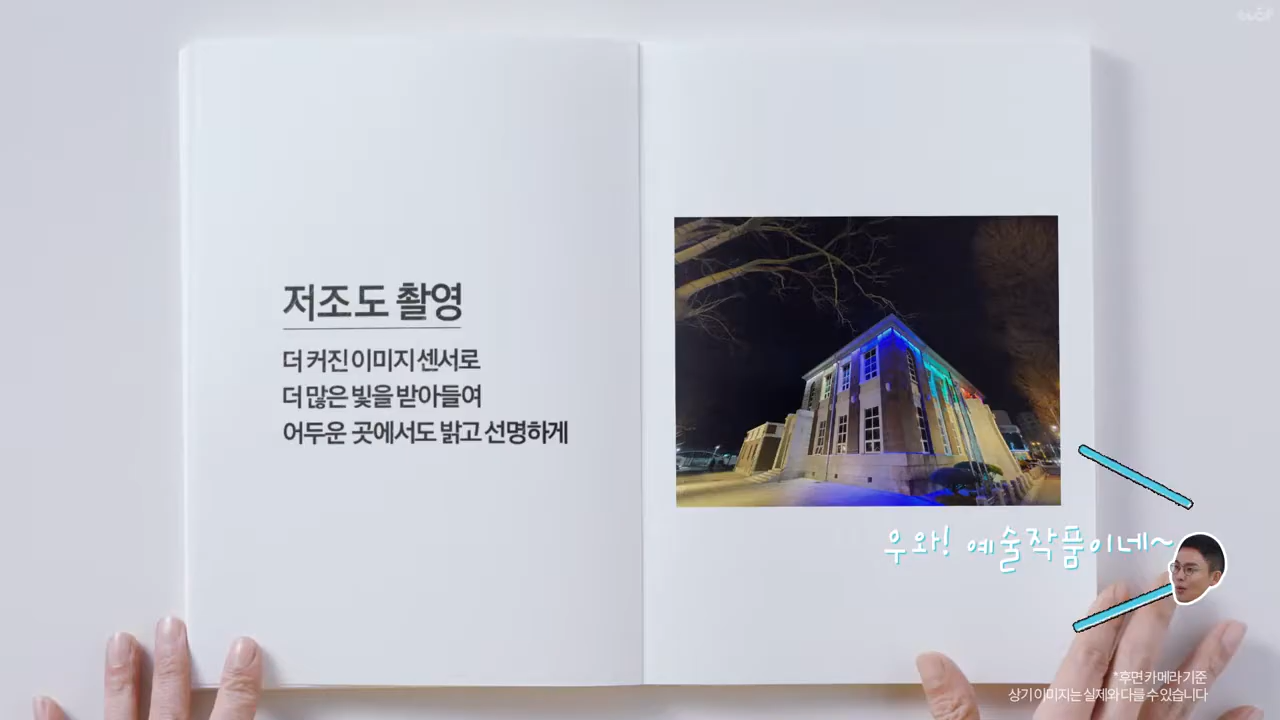 저조도 촬영
더 커진 이미지 센서로
더 많은 빛을 받아들여
어두운 곳에서도 밝고 선명하게
우와! 예술작품이네~
*후면 카메라 기준
상기 이미지는 실제와 다를 수 있습니다